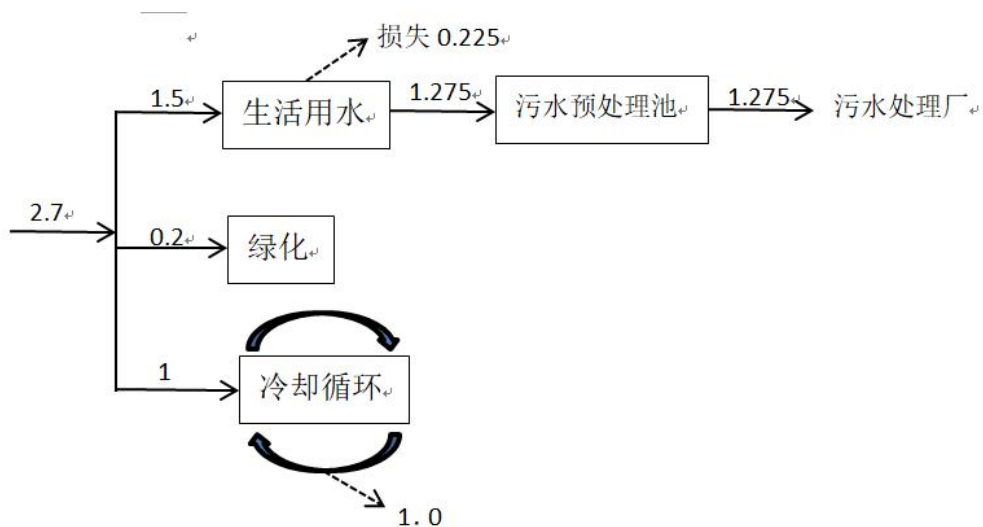 损失 0.225
1.5
生活用水
1.275
污水预处理池
1.275
污水处理厂
2.7
0.2
绿化
1
冷却循环
1. 0